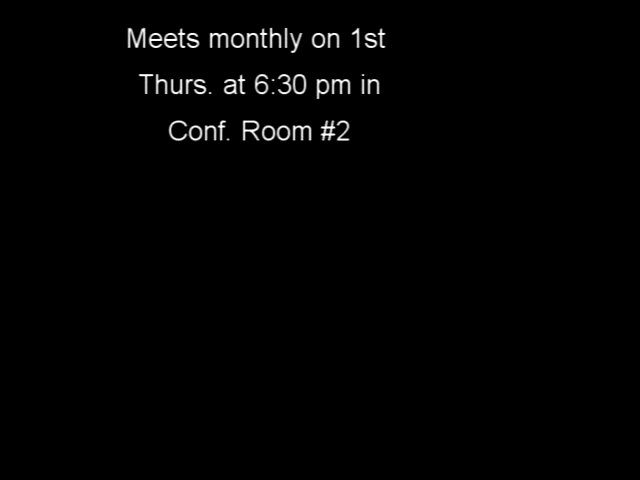 Meets monthly on 1st
Thurs. at 6:30 pm in
Conf. Room #2